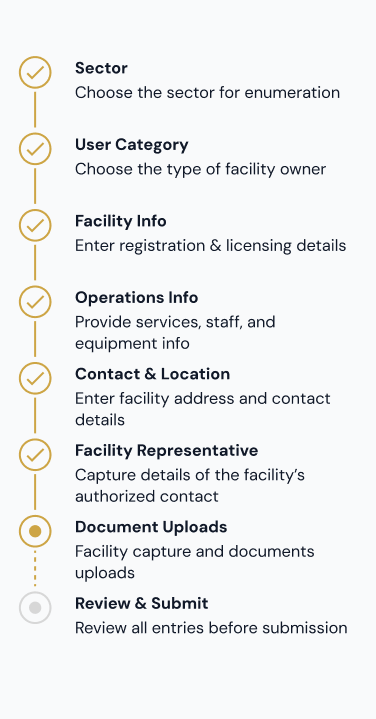 Sector
Choose the sector for enumeration
User Category
Choose the type of facility owner
Facility Info
Enter registration & licensing details
Operations Info
Provide services, staff, and
equipment info
Contact & Location
Enter facility address and contact
details
Facility Representative
Capture details of the facility’s
authorized contact
Document Uploads
Facility capture and documents
uploads
Review & Submit
Review all entries before submission